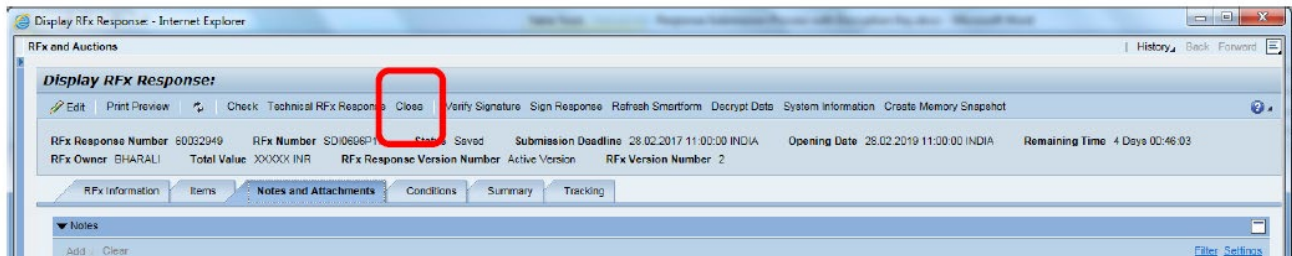 Display RFx Response: - Internet Explorer
RFx and Auctions
History Back Forward
Display RFx Response:
Edit Print Preview Check Technical RFx Response Close Verify Signature Sign Response Refresh Smartform Decrypt Data System Information Create Memory Snapshot
RFx Response Number 60032949 RFx Number SDI0696P1 Status Saved Submission Deadline 28.02.2017 11:00:00 INDIA Opening Date 28.02.2019 11:00:00 INDIA Remaining Time 4 Days 00:46:03
RFx Owner BHARALI Total Value XXXXX INR RFx Response Version Number Active Version RFx Version Number 2
RFx Information Items Notes and Attachments Conditions Summary Tracking
Notes
Add Clear Filter Settings